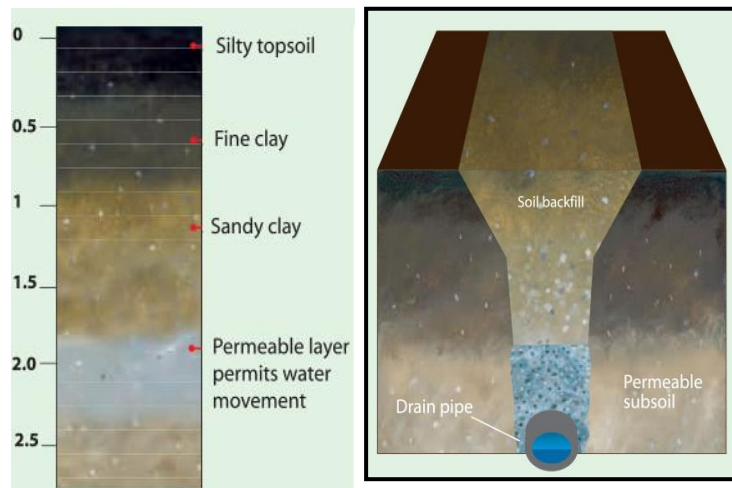 0
Silty topsoil
0.5
Fine clay
1
Sandy clay
1.5
Permeable layer
permits water
movement
2.0
2.5
Soil backfill
Permeable
subsoil
Drain pipe